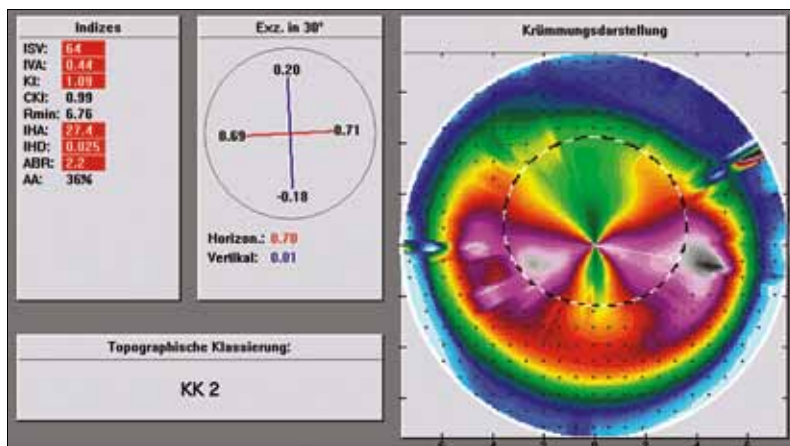 Indizes
ISV: 64
IVA: 0.44
KI: 1.09
CKI: 0.99
Rmin: 6.76
IHA: 27.4
IHD: 0.025
ABR: 2.2
AA: 36%
Exz. in 30°
0.20
0.69 0.71
-0.18
Horizon.: 0.70
Vertikal: 0.01
Krümmungsdarstellung
Topographische Klassierung:
KK 2